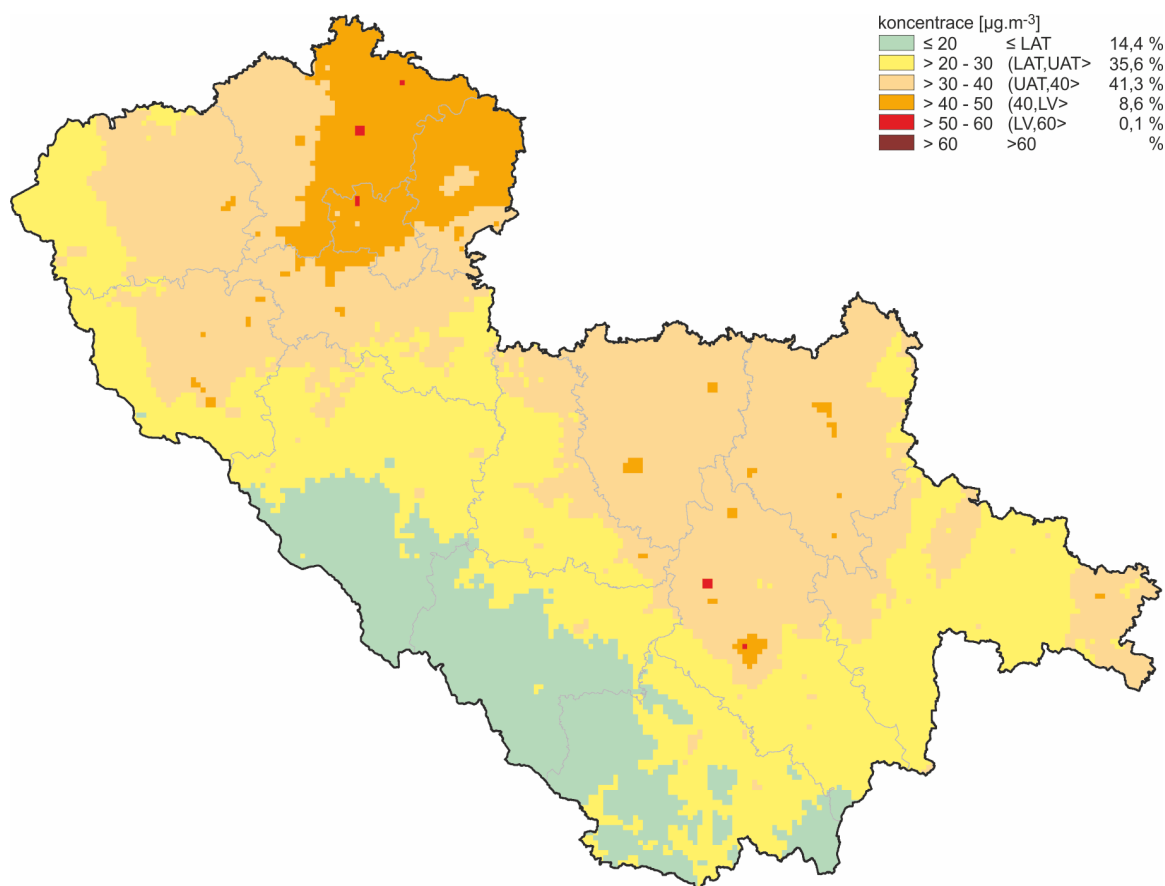 koncentrace [µg.m⁻³]
≤ 20 ≤ LAT 14,4 %
> 20 - 30 (LAT,UAT> 35,6 %
> 30 - 40 (UAT,40> 41,3 %
> 40 - 50 (40,LV> 8,6 %
> 50 - 60 (LV,60> 0,1 %
> 60 >60 %